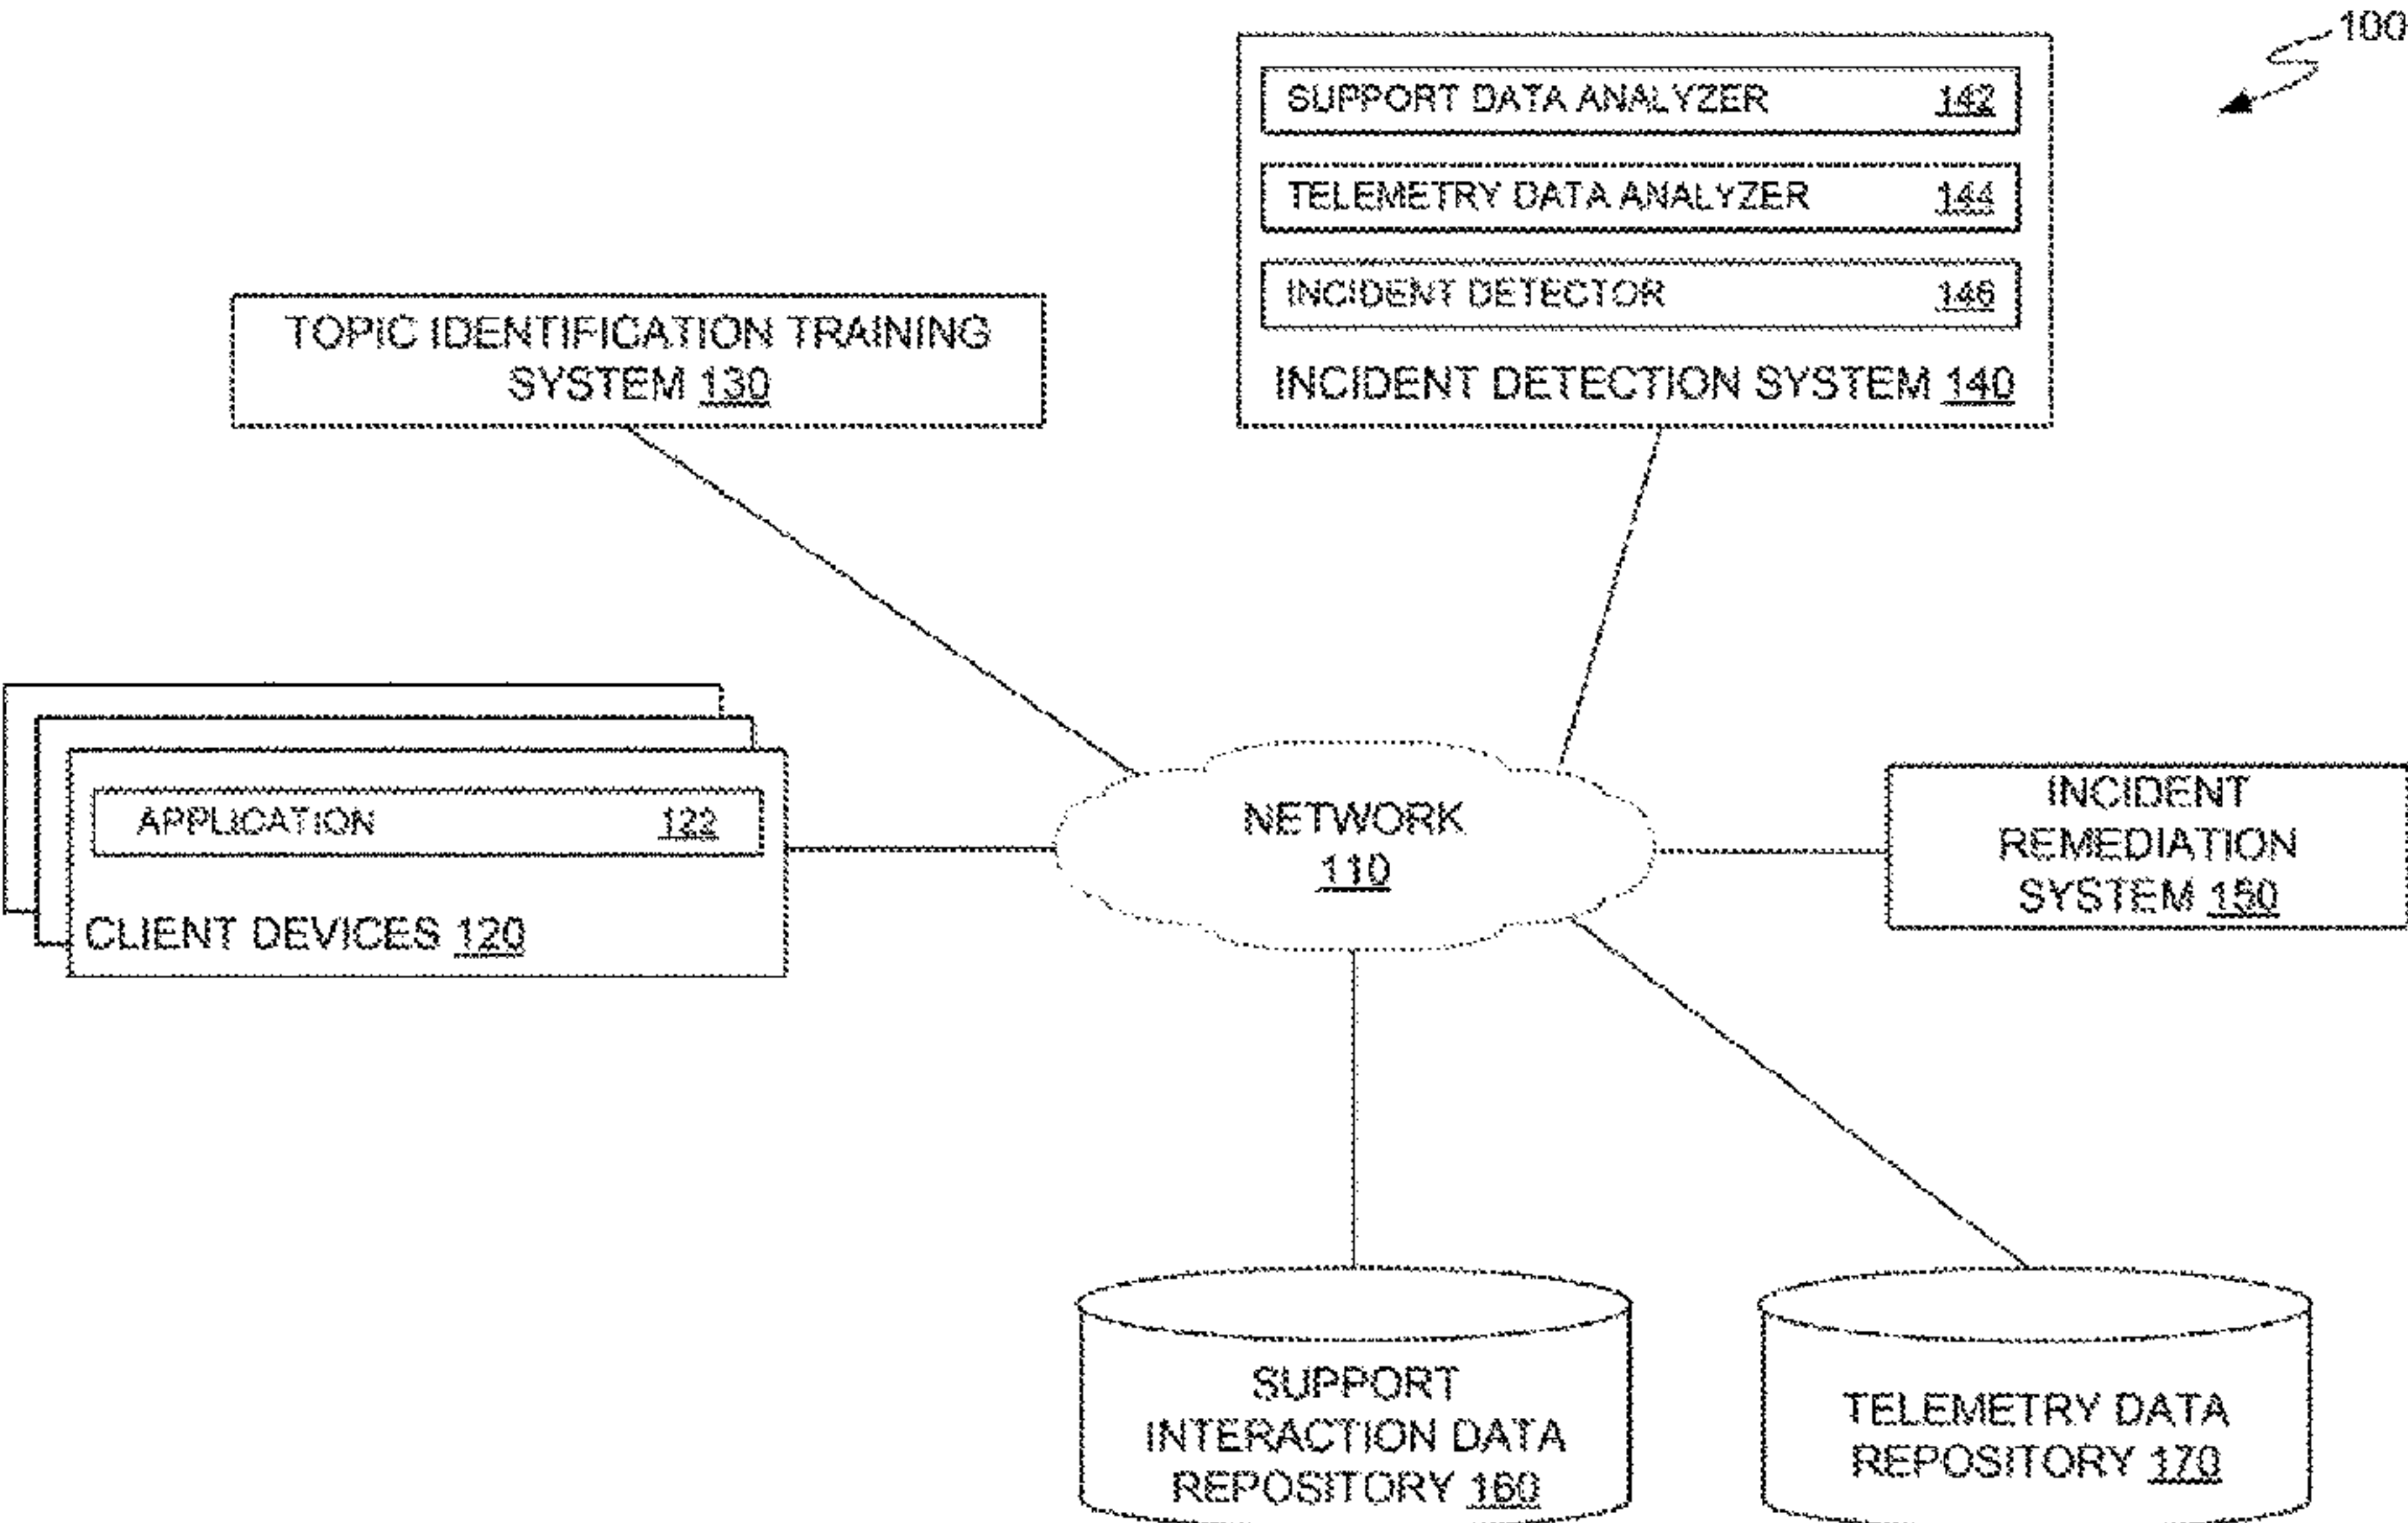 100
SUPPORT DATA ANALYZER 142
TELEMETRY DATA ANALYZER 144
INCIDENT DETECTOR 146
INCIDENT DETECTION SYSTEM 140
TOPIC IDENTIFICATION TRAINING
SYSTEM 130
APPLICATION 122
CLIENT DEVICES 120
NETWORK
110
INCIDENT
REMEDIATION
SYSTEM 150
SUPPORT
INTERACTION DATA
REPOSITORY 160
TELEMETRY DATA
REPOSITORY 170